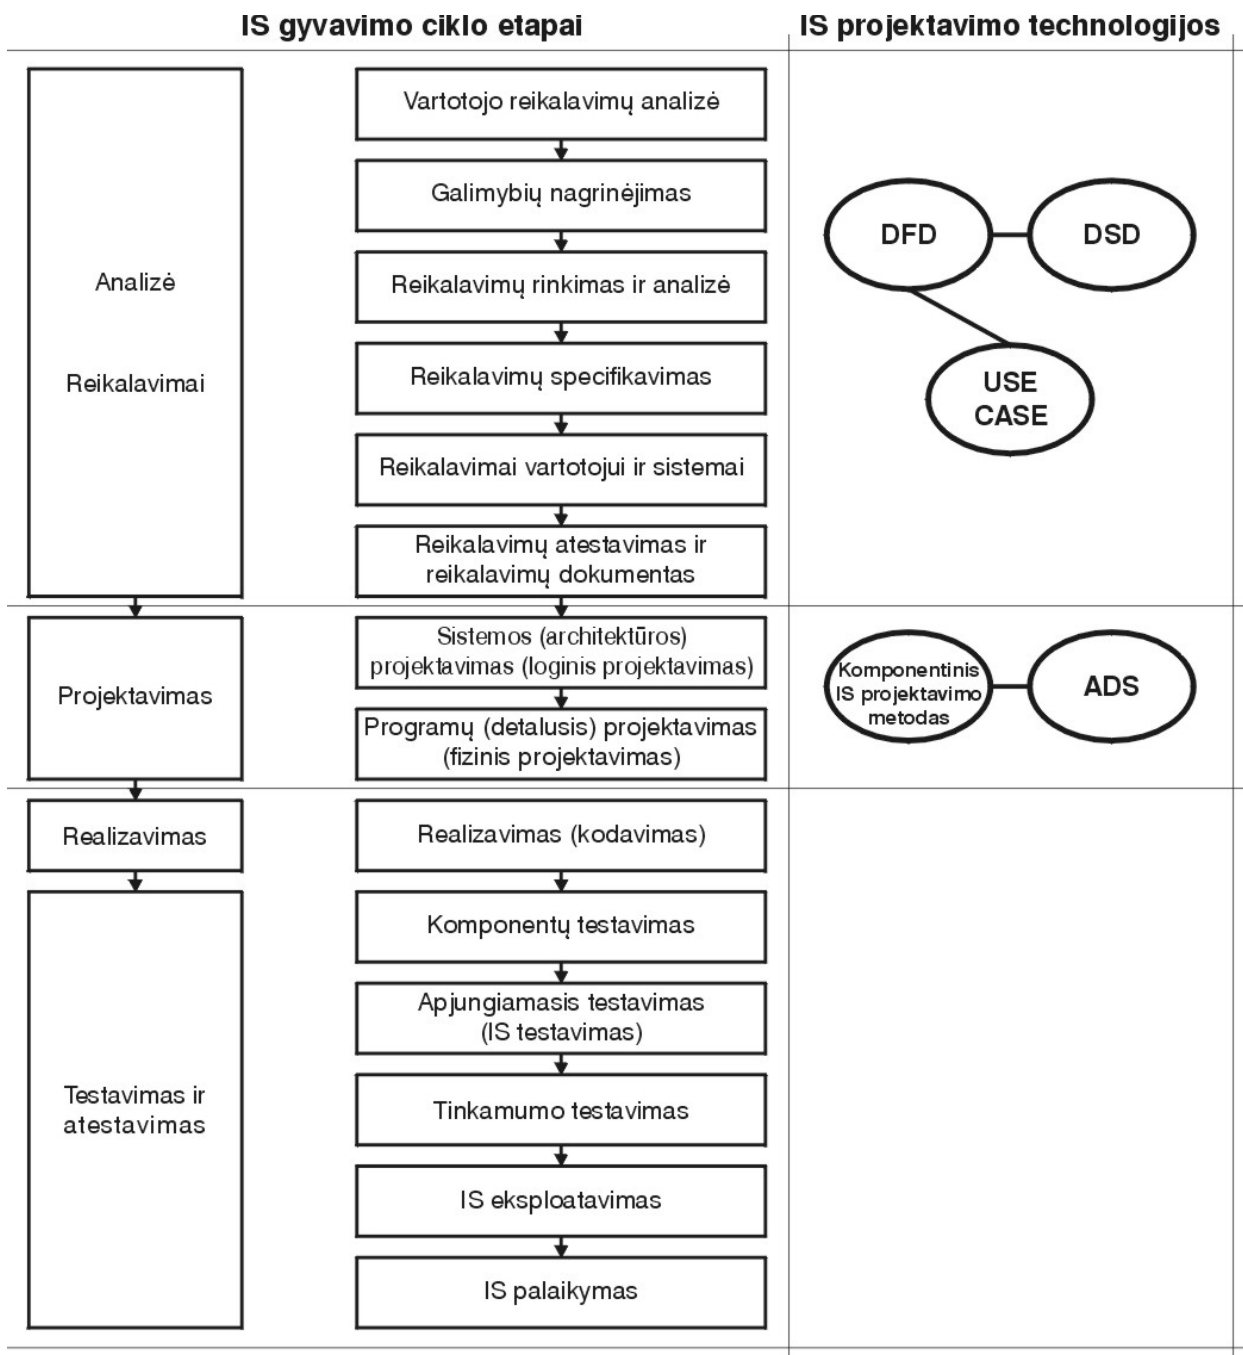 IS gyvavimo ciklo etapai
IS projektavimo technologijos
Analizė
Reikalavimai
Vartotojo reikalavimų analizė
Galimybių nagrinėjimas
Reikalavimų rinkimas ir analizė
Reikalavimų specifikavimas
Reikalavimai vartotojui ir sistemai
Reikalavimų atestavimas ir
reikalavimų dokumentas
DFD
DSD
USE
CASE
Projektavimas
Sistemos (architektūros)
projektavimas (loginis projektavimas)
Programų (detalusis) projektavimas
(fizinis projektavimas)
Komponentinis
IS projektavimo
metodas
ADS
Realizavimas
Realizavimas (kodavimas)
Testavimas ir
atestavimas
Komponentų testavimas
Apjungiamasis testavimas
(IS testavimas)
Tinkamumo testavimas
IS eksploatavimas
IS palaikymas